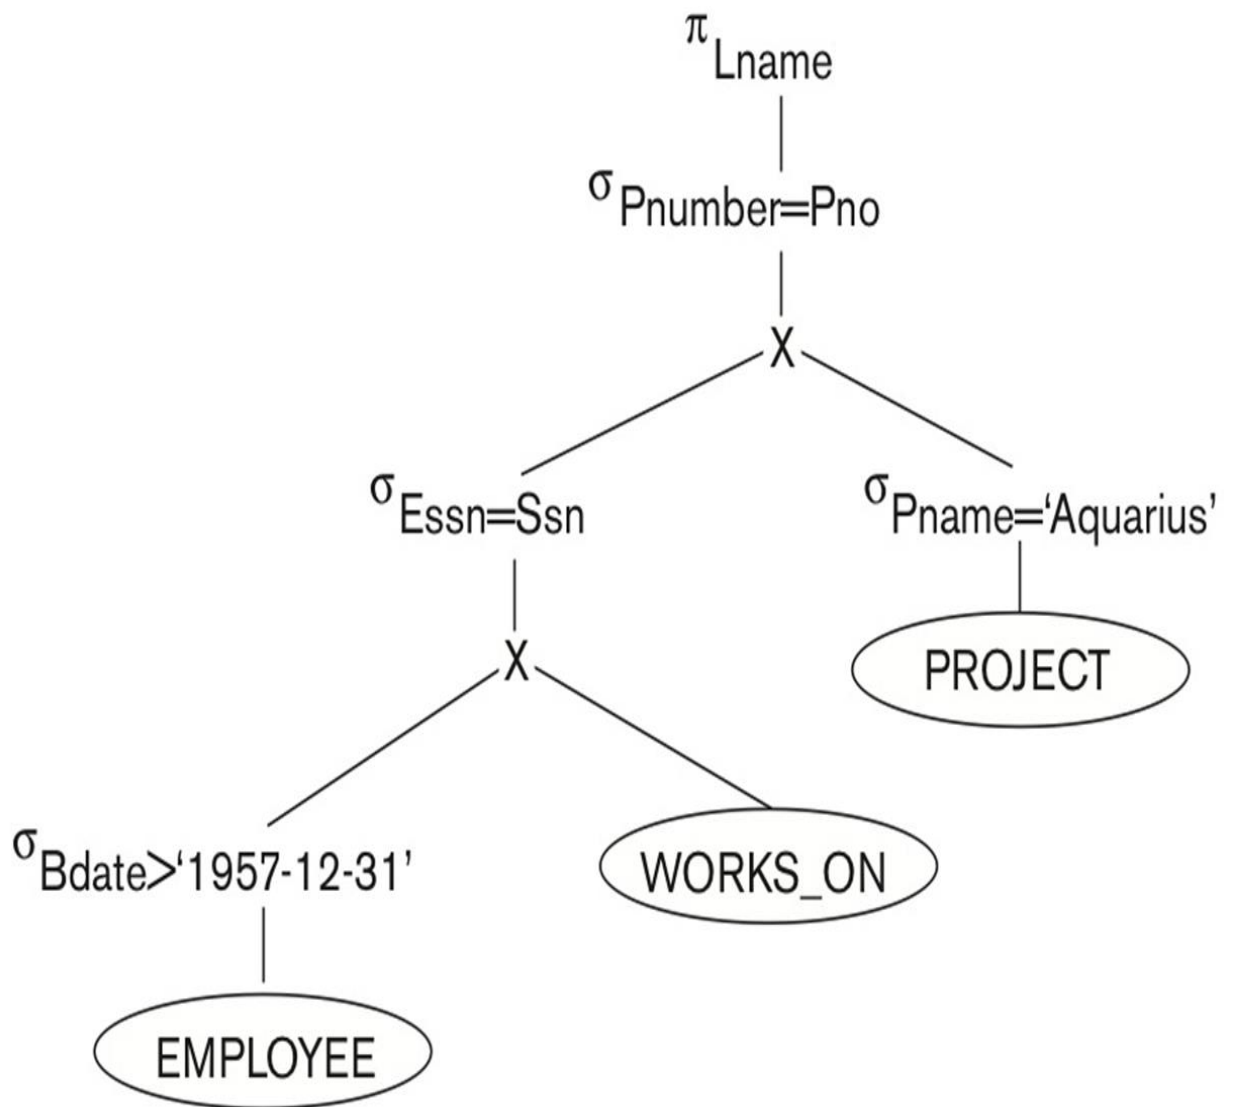 π Lname
σ Pnumber=Pno
X
σ Essn=Ssn
σ Pname=‘Aquarius’
X
PROJECT
σ Bdate>‘1957-12-31’
WORKS_ON
EMPLOYEE